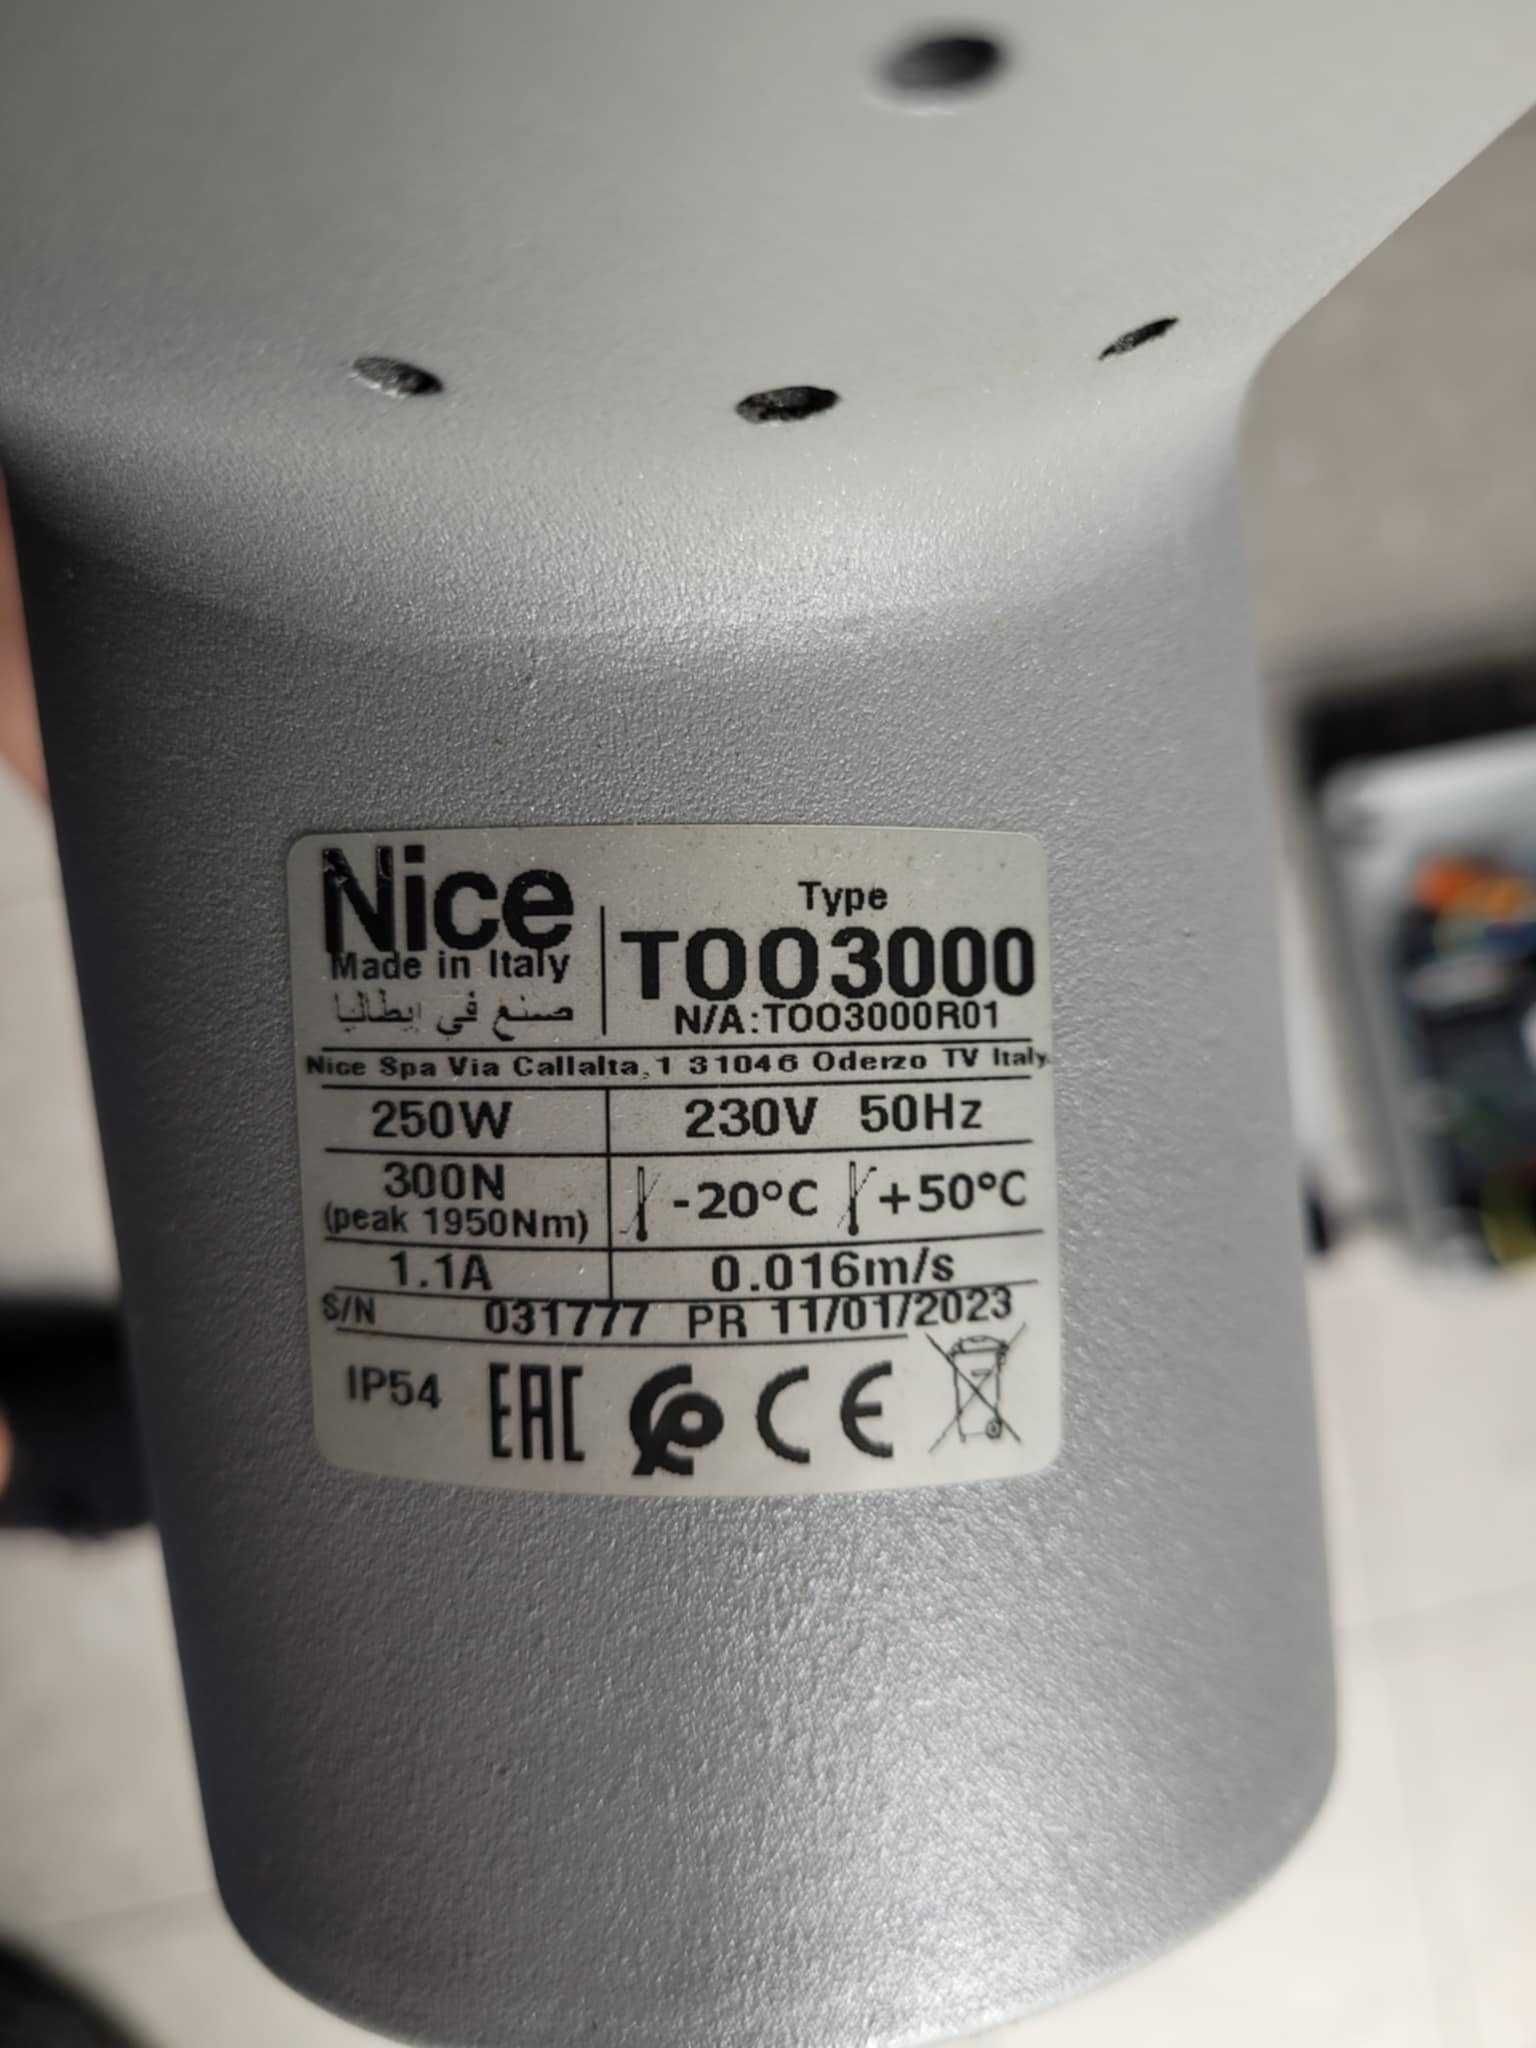 Nice
Made in Italy
صنع في إيطاليا
Type
TOO3000
N/A:TOO3000R01
Nice Spa Via Callalta,1 31046 Oderzo TV Italy.
250W
230V 50Hz
300N
(peak 1950Nm)
-20°C +50°C
1.1A
0.016m/s
S/N 031777 PR 11/01/2023
IP54 EAC CE